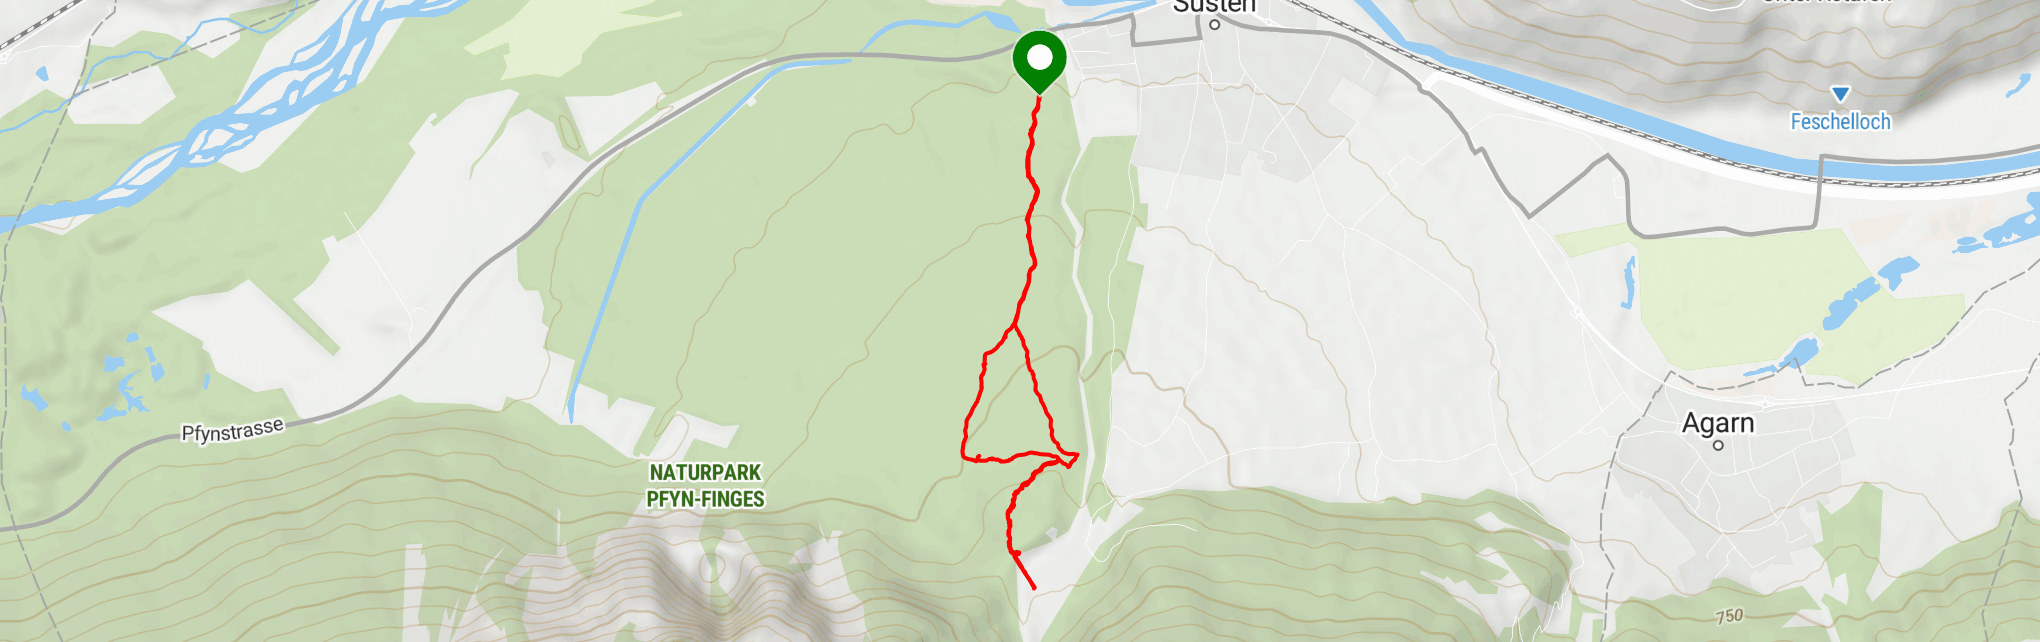 Susten
Feschelloch
Pfynstrasse
Agarn
NATURPARK
PFYN-FINGES
750